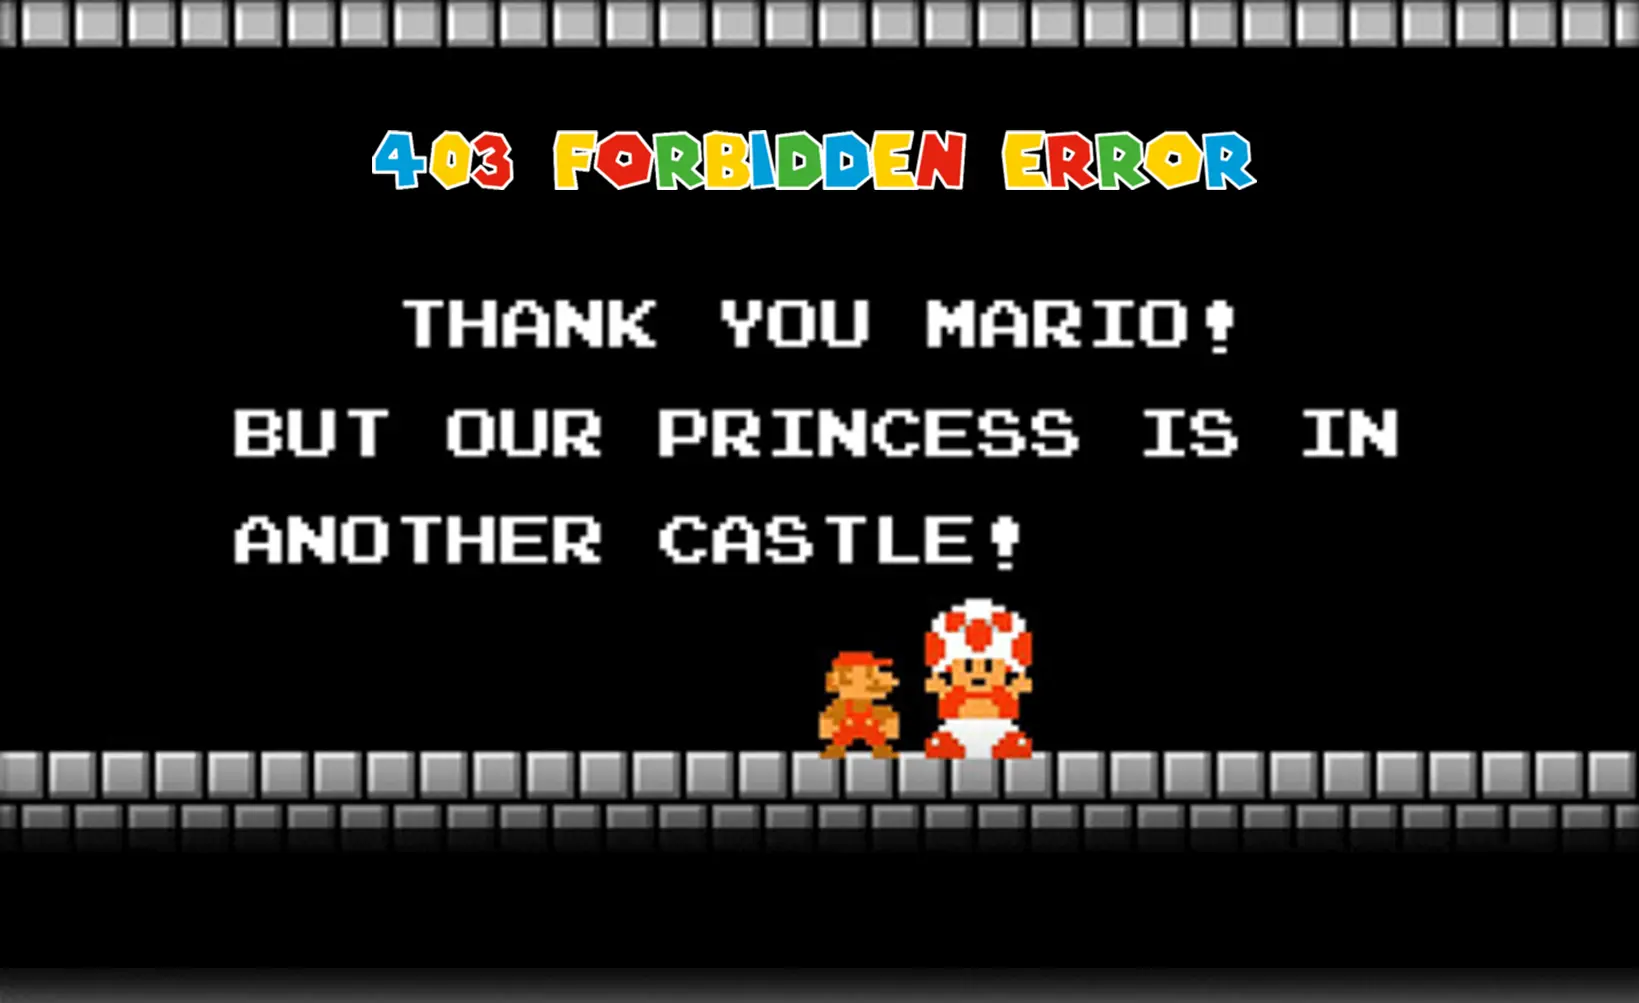 403 FORBIDDEN ERROR
THANK YOU MARIO!
BUT OUR PRINCESS IS IN
ANOTHER CASTLE!